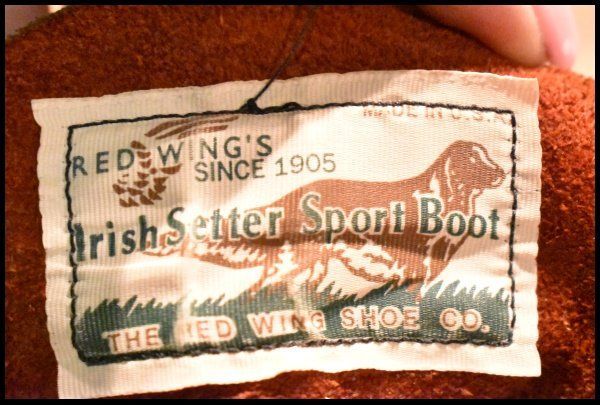 MADE IN U.S.A.
RED WING'S
SINCE 1905
Irish Setter Sport Boot
THE RED WING SHOE CO.